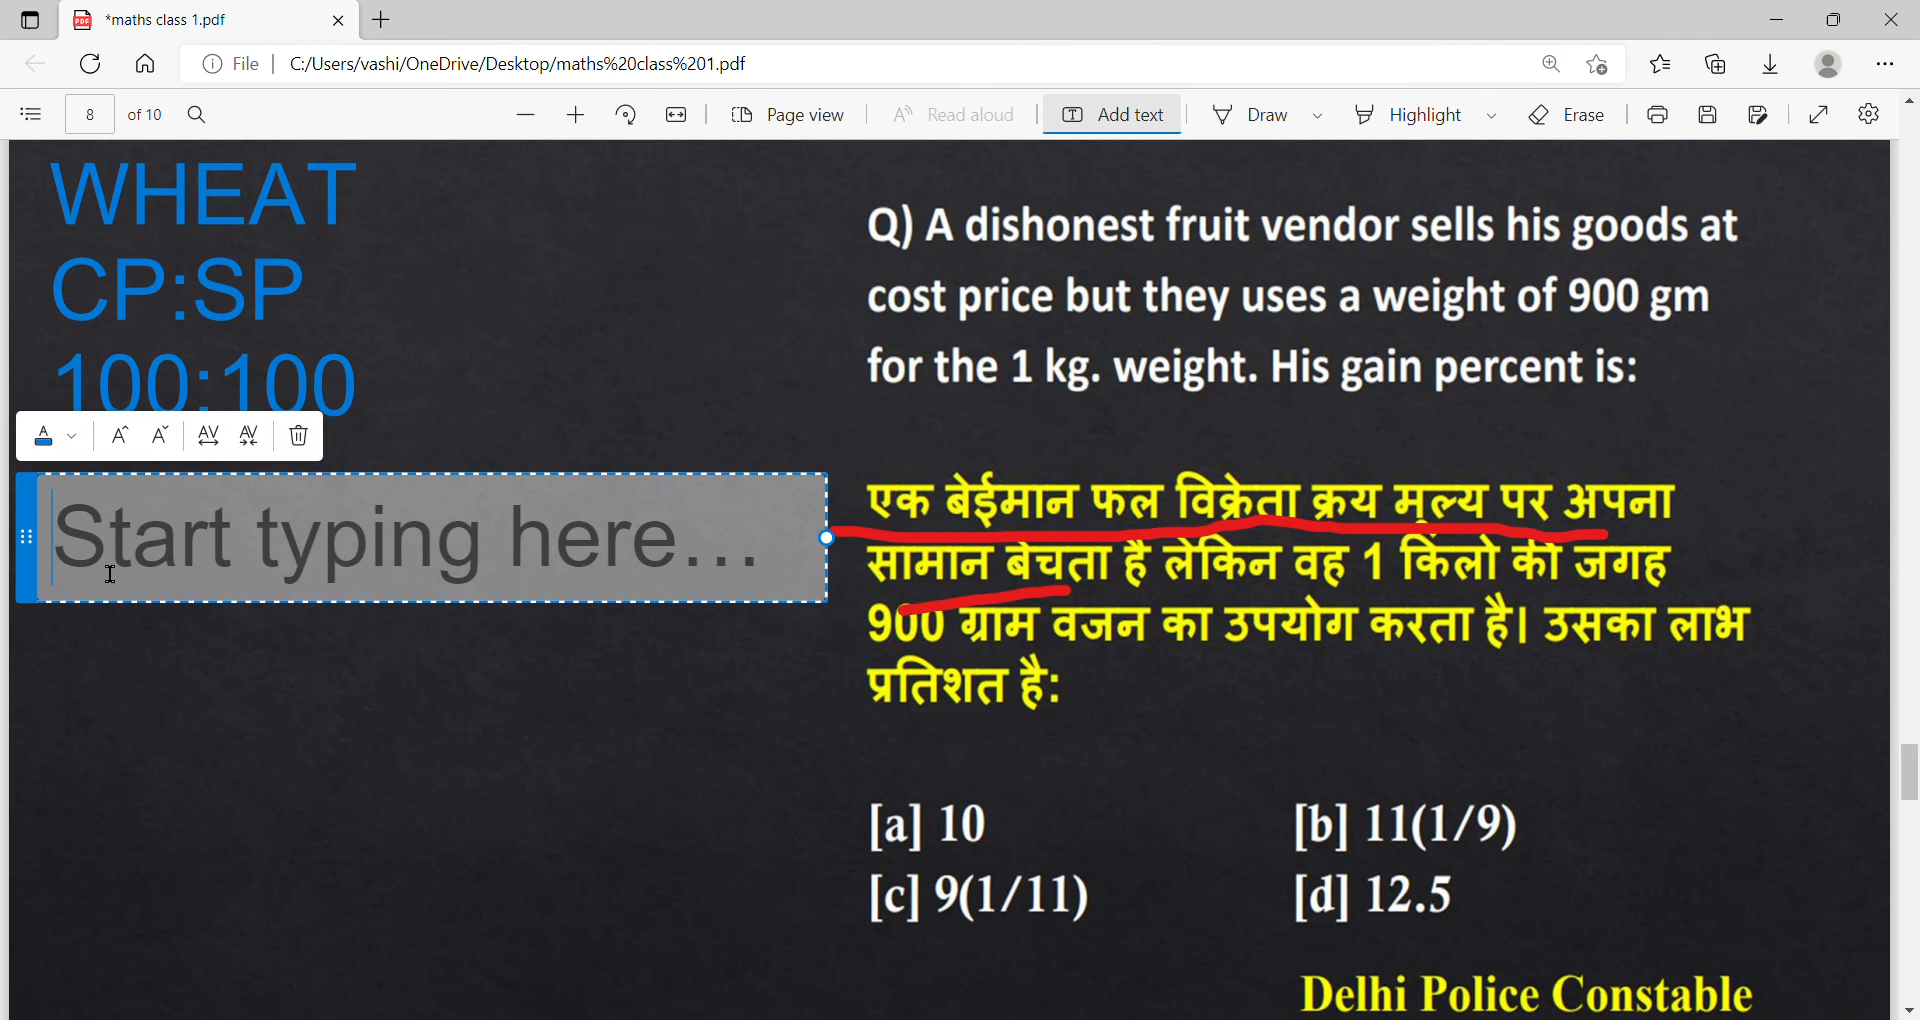 *maths class 1.pdf
File
C:/Users/vashi/OneDrive/Desktop/maths%20class%201.pdf
8 of 10
Page view
Read aloud
Add text
Draw
Highlight
Erase
WHEAT
CP:SP
100:100
Start typing here...
Q) A dishonest fruit vendor sells his goods at
cost price but they uses a weight of 900 gm
for the 1 kg. weight. His gain percent is:
एक बेईमान फल विक्रेता क्रय मूल्य पर अपना
सामान बेचता है लेकिन वह 1 किलो की जगह
900 ग्राम वजन का उपयोग करता है। उसका लाभ
प्रतिशत है:
[a] 10 [b] 11(1/9)
[c] 9(1/11) [d] 12.5
Delhi Police Constable